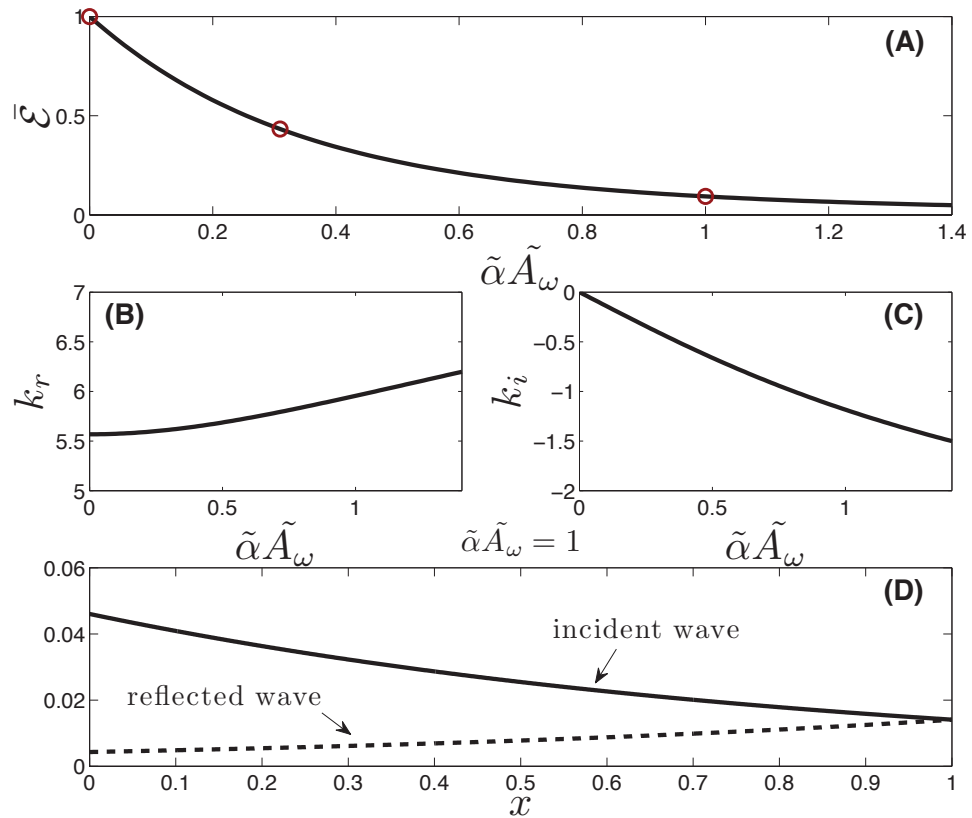 (A)
1
0.5
0
ε̄
0 0.2 0.4 0.6 0.8 1 1.2 1.4
α̃Ã_ω
(B)
7
6.5
6
5.5
5
k_r
0 0.5 1
α̃Ã_ω
(C)
0
−0.5
−1
−1.5
−2
k_i
0 0.5 1
α̃Ã_ω
α̃Ã_ω = 1
(D)
0.06
0.04
0.02
0
incident wave
reflected wave
0 0.1 0.2 0.3 0.4 0.5 0.6 0.7 0.8 0.9 1
x